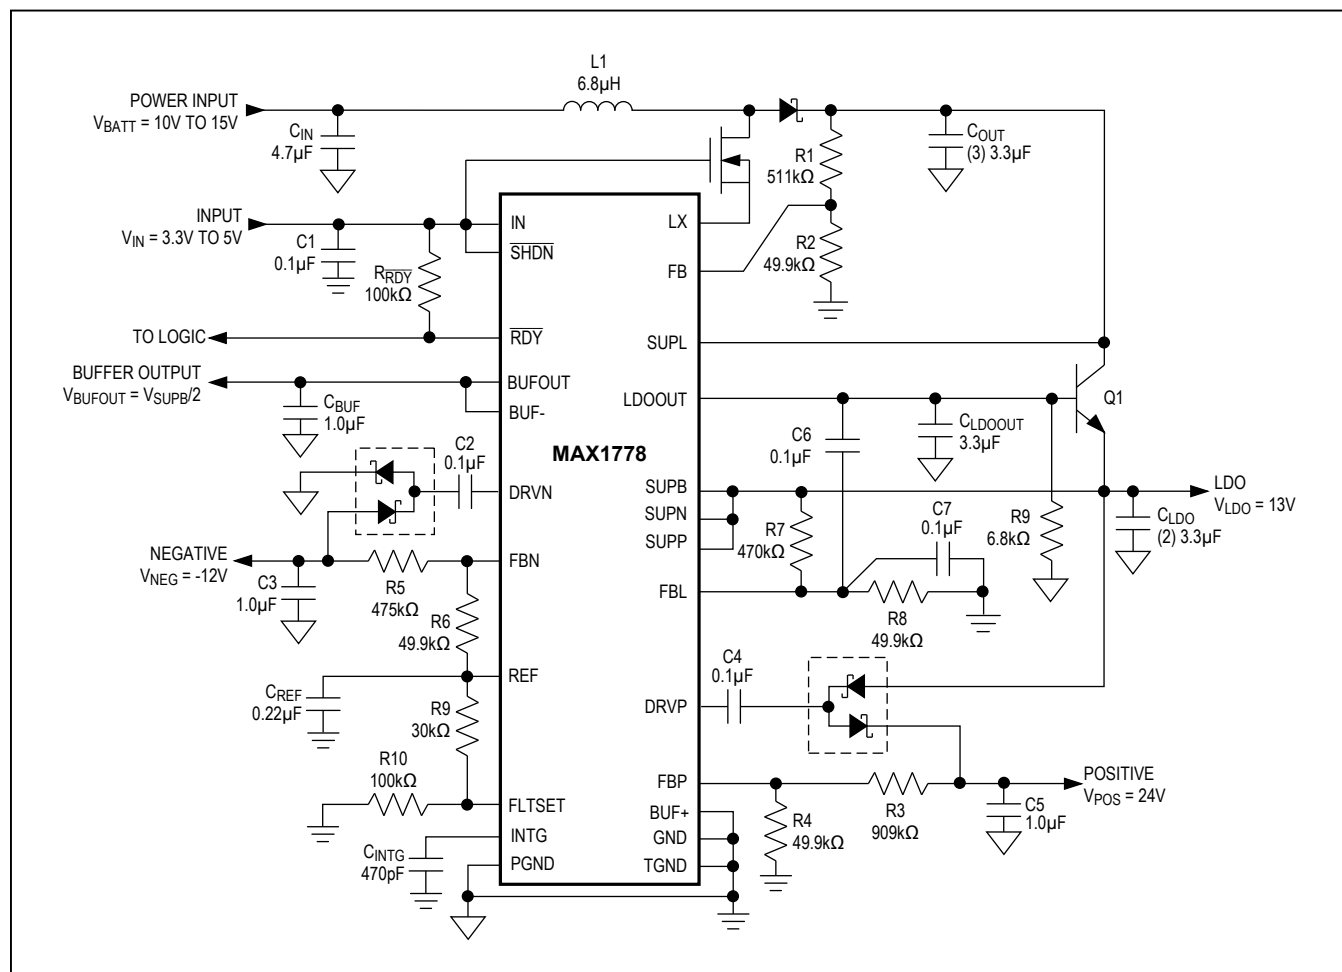 L1
6.8µH
POWER INPUT
VBATT = 10V TO 15V
CIN
4.7µF
COUT
(3) 3.3µF
R1
511kΩ
INPUT
VIN = 3.3V TO 5V
C1
0.1µF
RRDY
100kΩ
IN
SHDN
LX
FB
R2
49.9kΩ
TO LOGIC
RDY
SUPL
BUFFER OUTPUT
VBUFOUT = VSUPB/2
BUFOUT
BUF-
CBUF
1.0µF
LDOOUT
Q1
C6
0.1µF
CLDOOUT
3.3µF
MAX1778
C2
0.1µF
DRVN
SUPB
SUPN
SUPP
LDO
VLDO = 13V
R7
470kΩ
C7
0.1µF
R9
6.8kΩ
CLDO
(2) 3.3µF
NEGATIVE
VNEG = -12V
C3
1.0µF
R5
475kΩ
FBN
FBL
R8
49.9kΩ
R6
49.9kΩ
C4
0.1µF
REF
CREF
0.22µF
R9
30kΩ
DRVP
R10
100kΩ
FBP
POSITIVE
VPOS = 24V
FLTSET
BUF+
R4
49.9kΩ
R3
909kΩ
C5
1.0µF
INTG
GND
CINTG
470pF
PGND
TGND